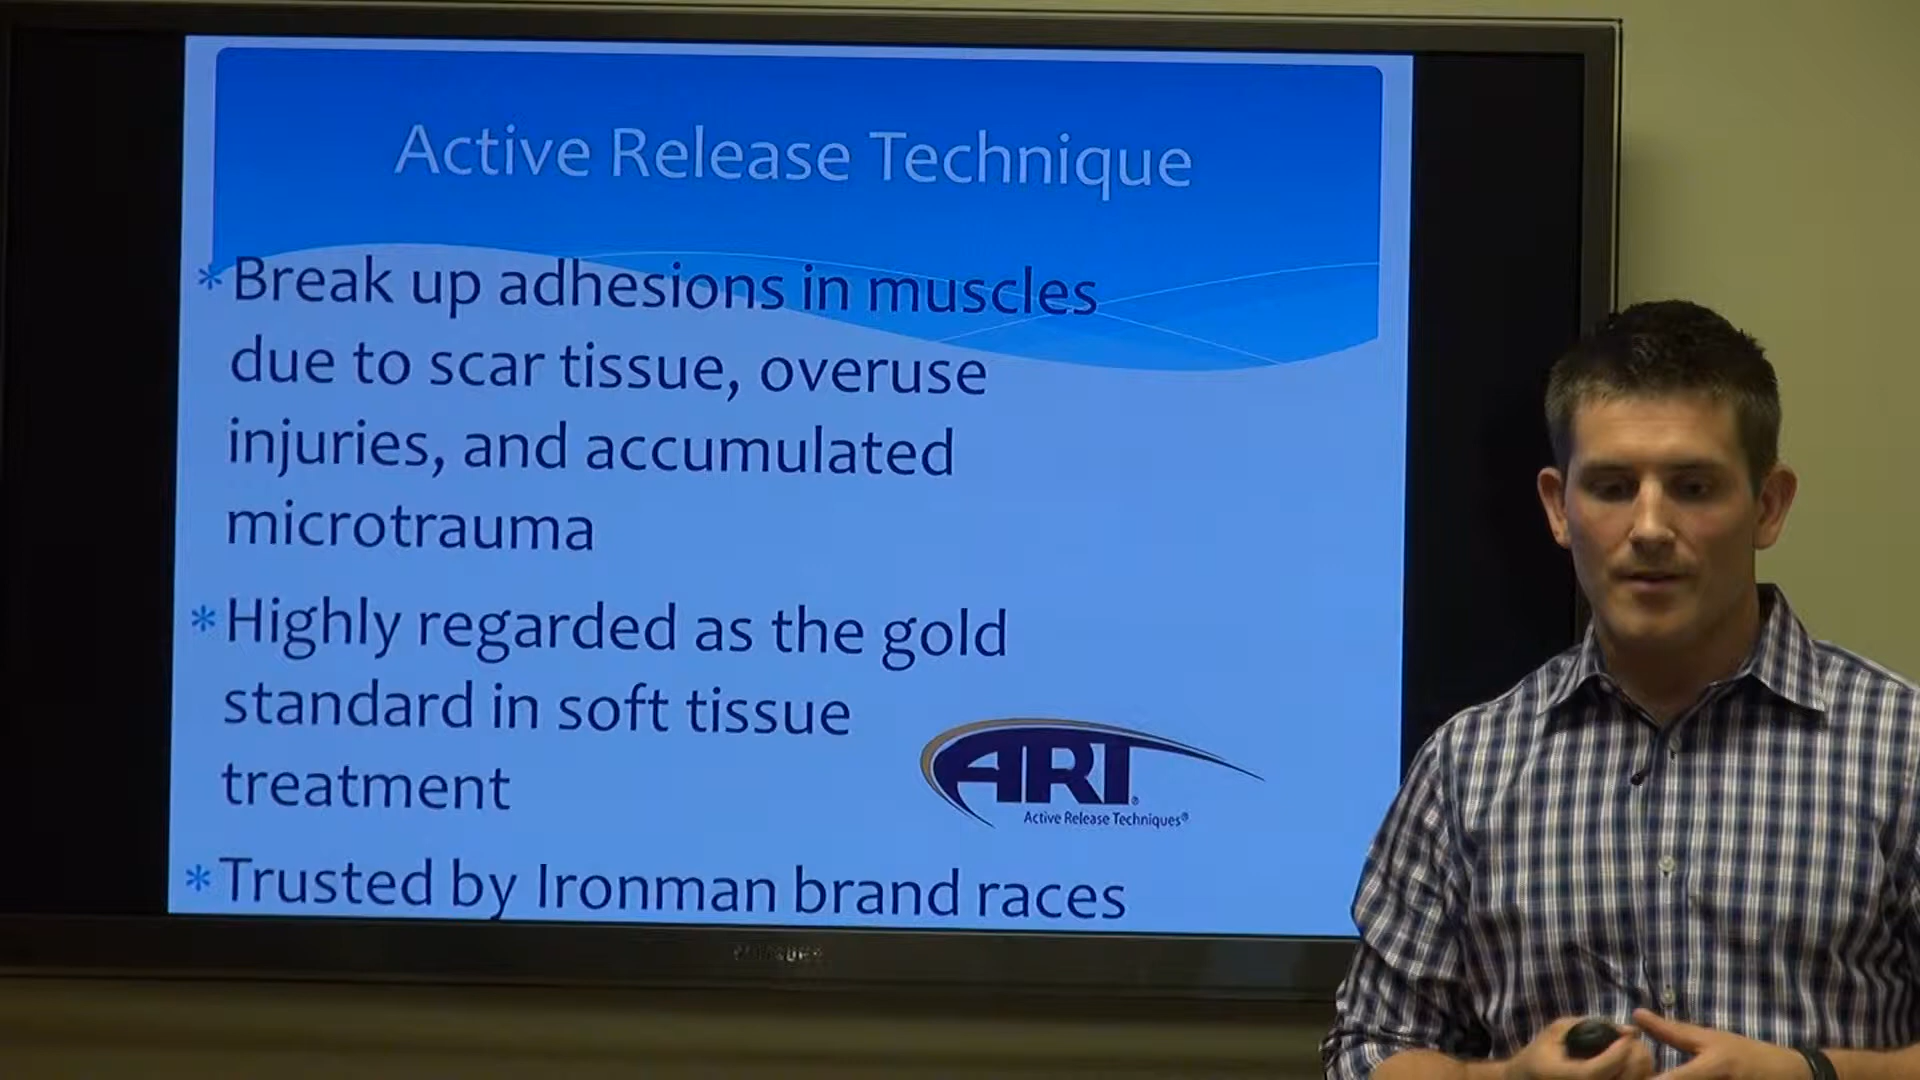 Active Release Technique
* Break up adhesions in muscles
due to scar tissue, overuse
injuries, and accumulated
microtrauma
* Highly regarded as the gold
standard in soft tissue
treatment
ART®
Active Release Techniques®
* Trusted by Ironman brand races
SAMSUNG